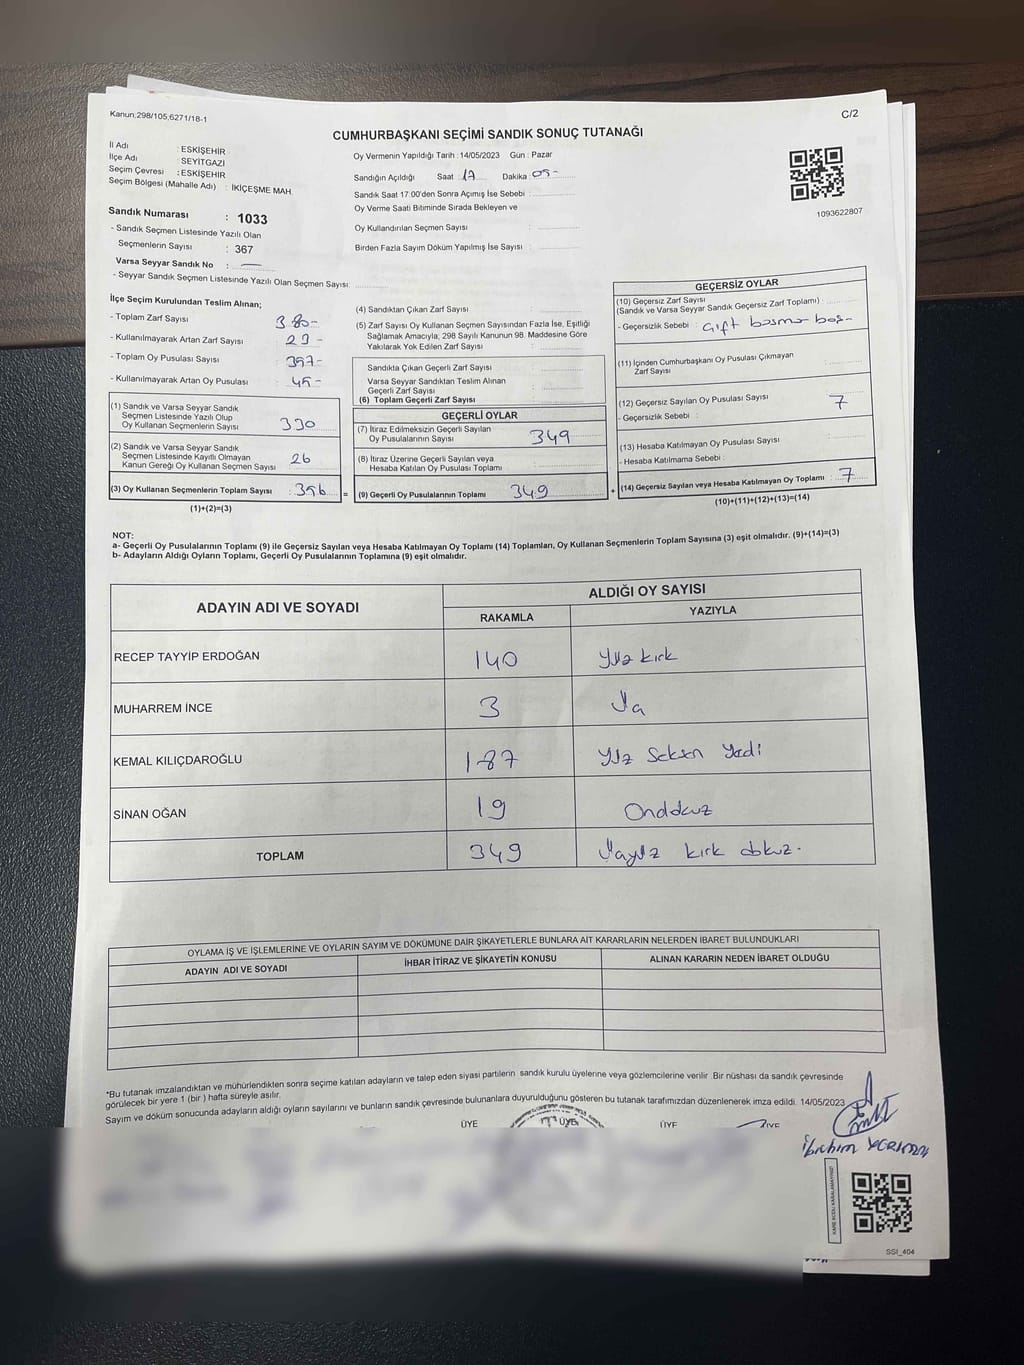 Kanun;298/105,6271/18-1
C/2
CUMHURBAŞKANI SEÇİMİ SANDIK SONUÇ TUTANAĞI
İl Adı : ESKİŞEHİR
İlçe Adı : SEYİTGAZİ
Seçim Çevresi : ESKİŞEHİR
Seçim Bölgesi (Mahalle Adı) : İKİÇEŞME MAH.
Sandık Numarası : 1033
- Sandık Seçmen Listesinde Yazılı Olan
Seçmenlerin Sayısı : 367
Varsa Seyyar Sandık No : —
- Seyyar Sandık Seçmen Listesinde Yazılı Olan Seçmen Sayısı:
Oy Vermenin Yapıldığı Tarih :14/05/2023 Gün : Pazar
Sandığın Açıldığı Saat :17 Dakika :05-
Sandık Saat 17:00'den Sonra Açımış İse Sebebi :
Oy Verme Saati Bitiminde Sırada Bekleyen ve
Oy Kullandırılan Seçmen Sayısı :
Birden Fazla Sayım Döküm Yapılmış İse Sayısı :
1093622807
İlçe Seçim Kurulundan Teslim Alınan;
- Toplam Zarf Sayısı : 380-
- Kullanılmayarak Artan Zarf Sayısı : 29-
- Toplam Oy Pusulası Sayısı : 397-
- Kullanılmayarak Artan Oy Pusulası : 45-
(1) Sandık ve Varsa Seyyar Sandık
Seçmen Listesinde Yazılı Olup
Oy Kullanan Seçmenlerin Sayısı : 330
(2) Sandık ve Varsa Seyyar Sandık
Seçmen Listesinde Kayıtlı Olmayan
Kanun Gereği Oy Kullanan Seçmen Sayısı : 26
(3) Oy Kullanan Seçmenlerin Toplam Sayısı : 356 =
(1)+(2)=(3)
(4) Sandıktan Çıkan Zarf Sayısı :
(5) Zarf Sayısı Oy Kullanan Seçmen Sayısından Fazla İse, Eşitliği
Sağlamak Amacıyla; 298 Sayılı Kanunun 98. Maddesine Göre
Yakılarak Yok Edilen Zarf Sayısı :
Sandıkta Çıkan Geçerli Zarf Sayısı :
Varsa Seyyar Sandıktan Teslim Alınan
Geçerli Zarf Sayısı :
(6) Toplam Geçerli Zarf Sayısı :
GEÇERLİ OYLAR
(7) İtiraz Edilmeksizin Geçerli Sayılan
Oy Pusulalarının Sayısı : 349
(8) İtiraz Üzerine Geçerli Sayılan veya
Hesaba Katılan Oy Pusulası Toplamı :
(9) Geçerli Oy Pusulalarının Toplamı : 349 +
GEÇERSİZ OYLAR
(10) Geçersiz Zarf Sayısı
(Sandık ve Varsa Seyyar Sandık Geçersiz Zarf Toplamı) :
- Geçersizlik Sebebi : çift basma boş-
(11) İçinden Cumhurbaşkanı Oy Pusulası Çıkmayan
Zarf Sayısı :
(12) Geçersiz Sayılan Oy Pusulası Sayısı : 7
- Geçersizlik Sebebi :
(13) Hesaba Katılmayan Oy Pusulası Sayısı :
- Hesaba Katılmama Sebebi :
(14) Geçersiz Sayılan veya Hesaba Katılmayan Oy Toplamı : 7
(10)+(11)+(12)+(13)=(14)
NOT:
a- Geçerli Oy Pusulalarının Toplamı (9) ile Geçersiz Sayılan veya Hesaba Katılmayan Oy Toplamı (14) Toplamları, Oy Kullanan Seçmenlerin Toplam Sayısına (3) eşit olmalıdır. (9)+(14)=(3)
b- Adayların Aldığı Oyların Toplamı, Geçerli Oy Pusulalarının Toplamına (9) eşit olmalıdır.
ADAYIN ADI VE SOYADI
ALDIĞI OY SAYISI
RAKAMLA YAZIYLA
RECEP TAYYİP ERDOĞAN 140 Yüz kırk
MUHARREM İNCE 3 Üç
KEMAL KILIÇDAROĞLU 187 Yüz Seksen Yedi
SİNAN OĞAN 19 Ondokuz
TOPLAM 349 Üçyüz kırk dokuz.
OYLAMA İŞ VE İŞLEMLERİNE VE OYLARIN SAYIM VE DÖKÜMÜNE DAİR ŞİKAYETLERLE BUNLARA AİT KARARLARIN NELERDEN İBARET BULUNDUKLARI
ADAYIN ADI VE SOYADI İHBAR İTİRAZ VE ŞİKAYETİN KONUSU ALINAN KARARIN NEDEN İBARET OLDUĞU
*Bu tutanak imzalandıktan ve mühürlendikten sonra seçime katılan adayların ve talep eden siyasi partilerin sandık kurulu üyelerine veya gözlemcilerine verilir. Bir nüshası da sandık çevresinde
görülecek bir yere 1 (bir ) hafta süreyle asılır.
Sayım ve döküm sonucunda adayların aldığı oyların sayılarını ve bunların sandık çevresinde bulunanlara duyurulduğunu gösteren bu tutanak tarafımızdan düzenlenerek imza edildi. 14/05/2023
ÜYE ÜYE ÜYE ÜYE
İbrahim
KARE KODU KARALAMAYINIZ!
SSI_404